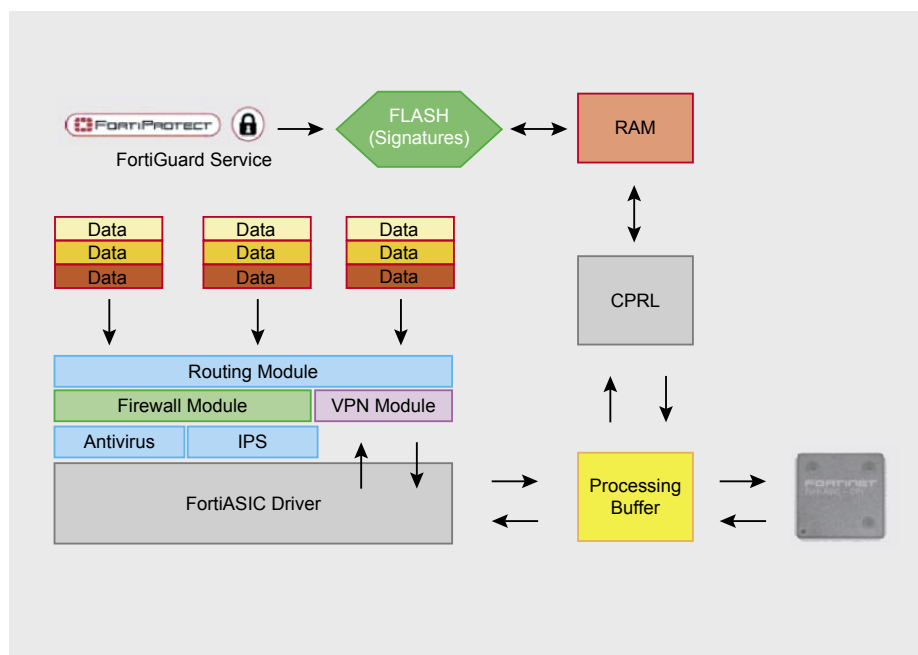 FORTIPROTECT
FortiGuard Service
FLASH
(Signatures)
RAM
Data
Data
Data
Data
Data
Data
Data
Data
Data
CPRL
Routing Module
Firewall Module
VPN Module
Antivirus
IPS
FortiASIC Driver
Processing
Buffer
FORTINET